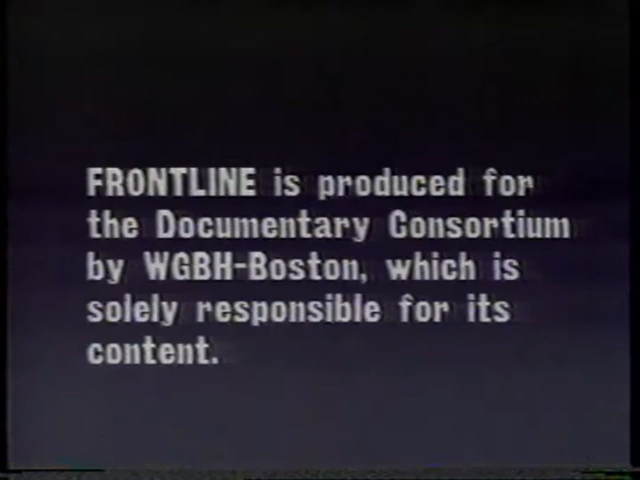 FRONTLINE is produced for
the Documentary Consortium
by WGBH-Boston, which is
solely responsible for its
content.